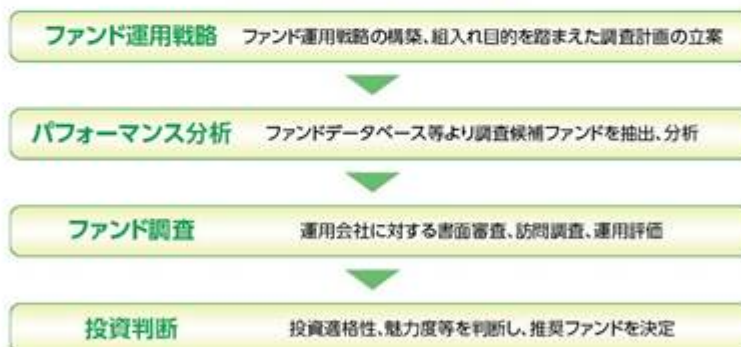 ファンド運用戦略 ファンド運用戦略の構築、組入れ目的を踏まえた調査計画の立案
パフォーマンス分析 ファンドデータベース等より調査候補ファンドを抽出、分析
ファンド調査 運用会社に対する書面審査、訪問調査、運用評価
投資判断 投資適格性、魅力度等を判断し、推奨ファンドを決定